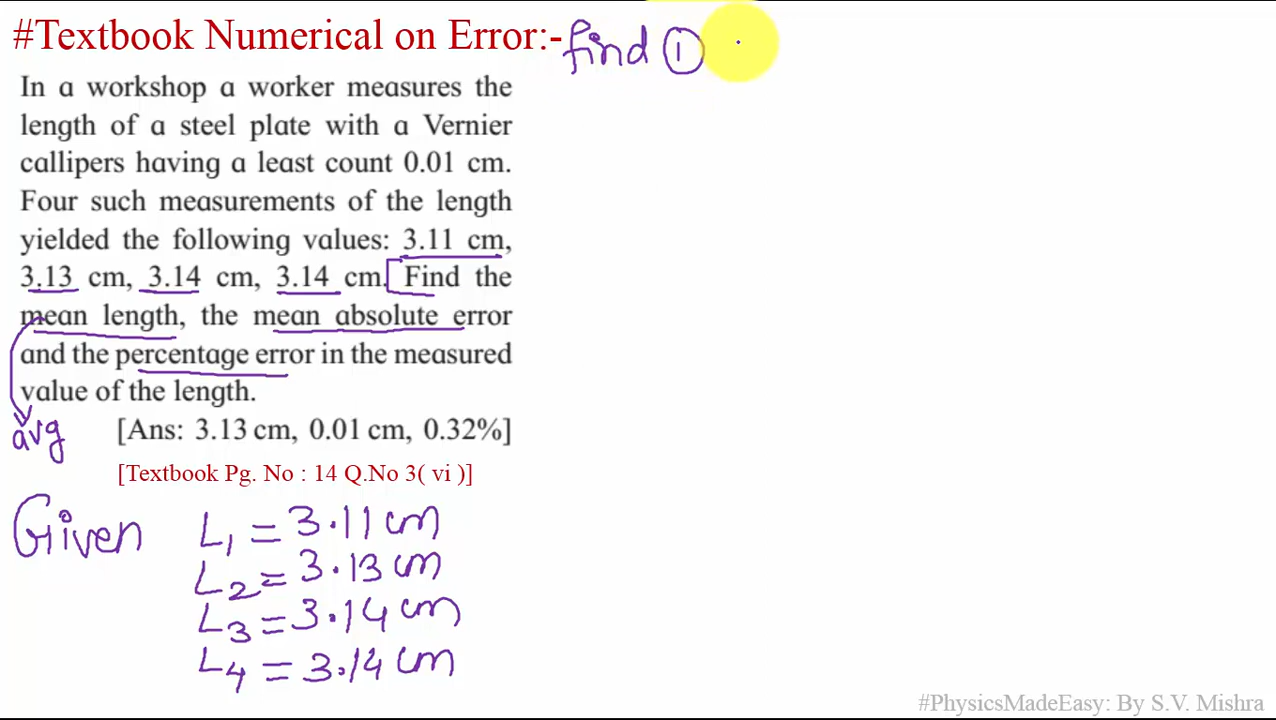 #Textbook Numerical on Error:- find ①
In a workshop a worker measures the
length of a steel plate with a Vernier
callipers having a least count 0.01 cm.
Four such measurements of the length
yielded the following values: 3.11 cm,
3.13 cm, 3.14 cm, 3.14 cm. Find the
mean length, the mean absolute error
and the percentage error in the measured
value of the length.
avg
[Ans: 3.13 cm, 0.01 cm, 0.32%]
[Textbook Pg. No : 14 Q.No 3( vi )]
Given L1 = 3.11 cm
L2 = 3.13 cm
L3 = 3.14 cm
L4 = 3.14 cm
#PhysicsMadeEasy: By S.V. Mishra